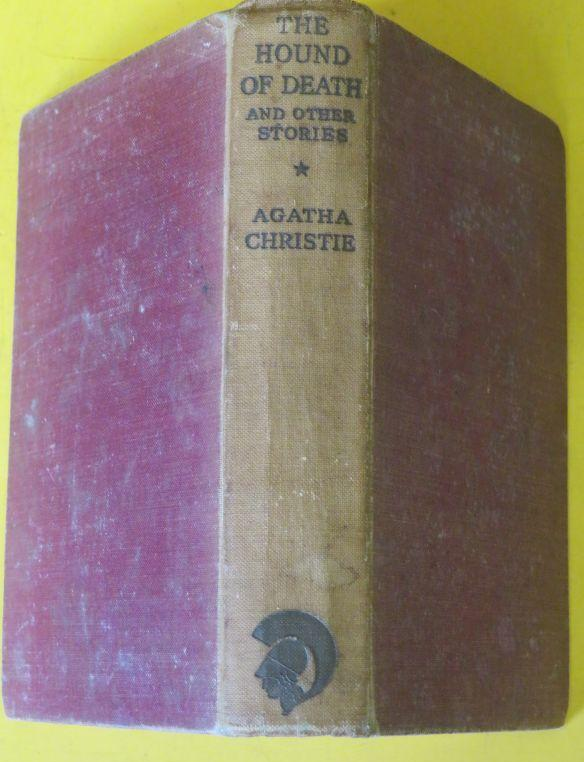 THE
HOUND
OF DEATH
AND OTHER
STORIES
AGATHA
CHRISTIE